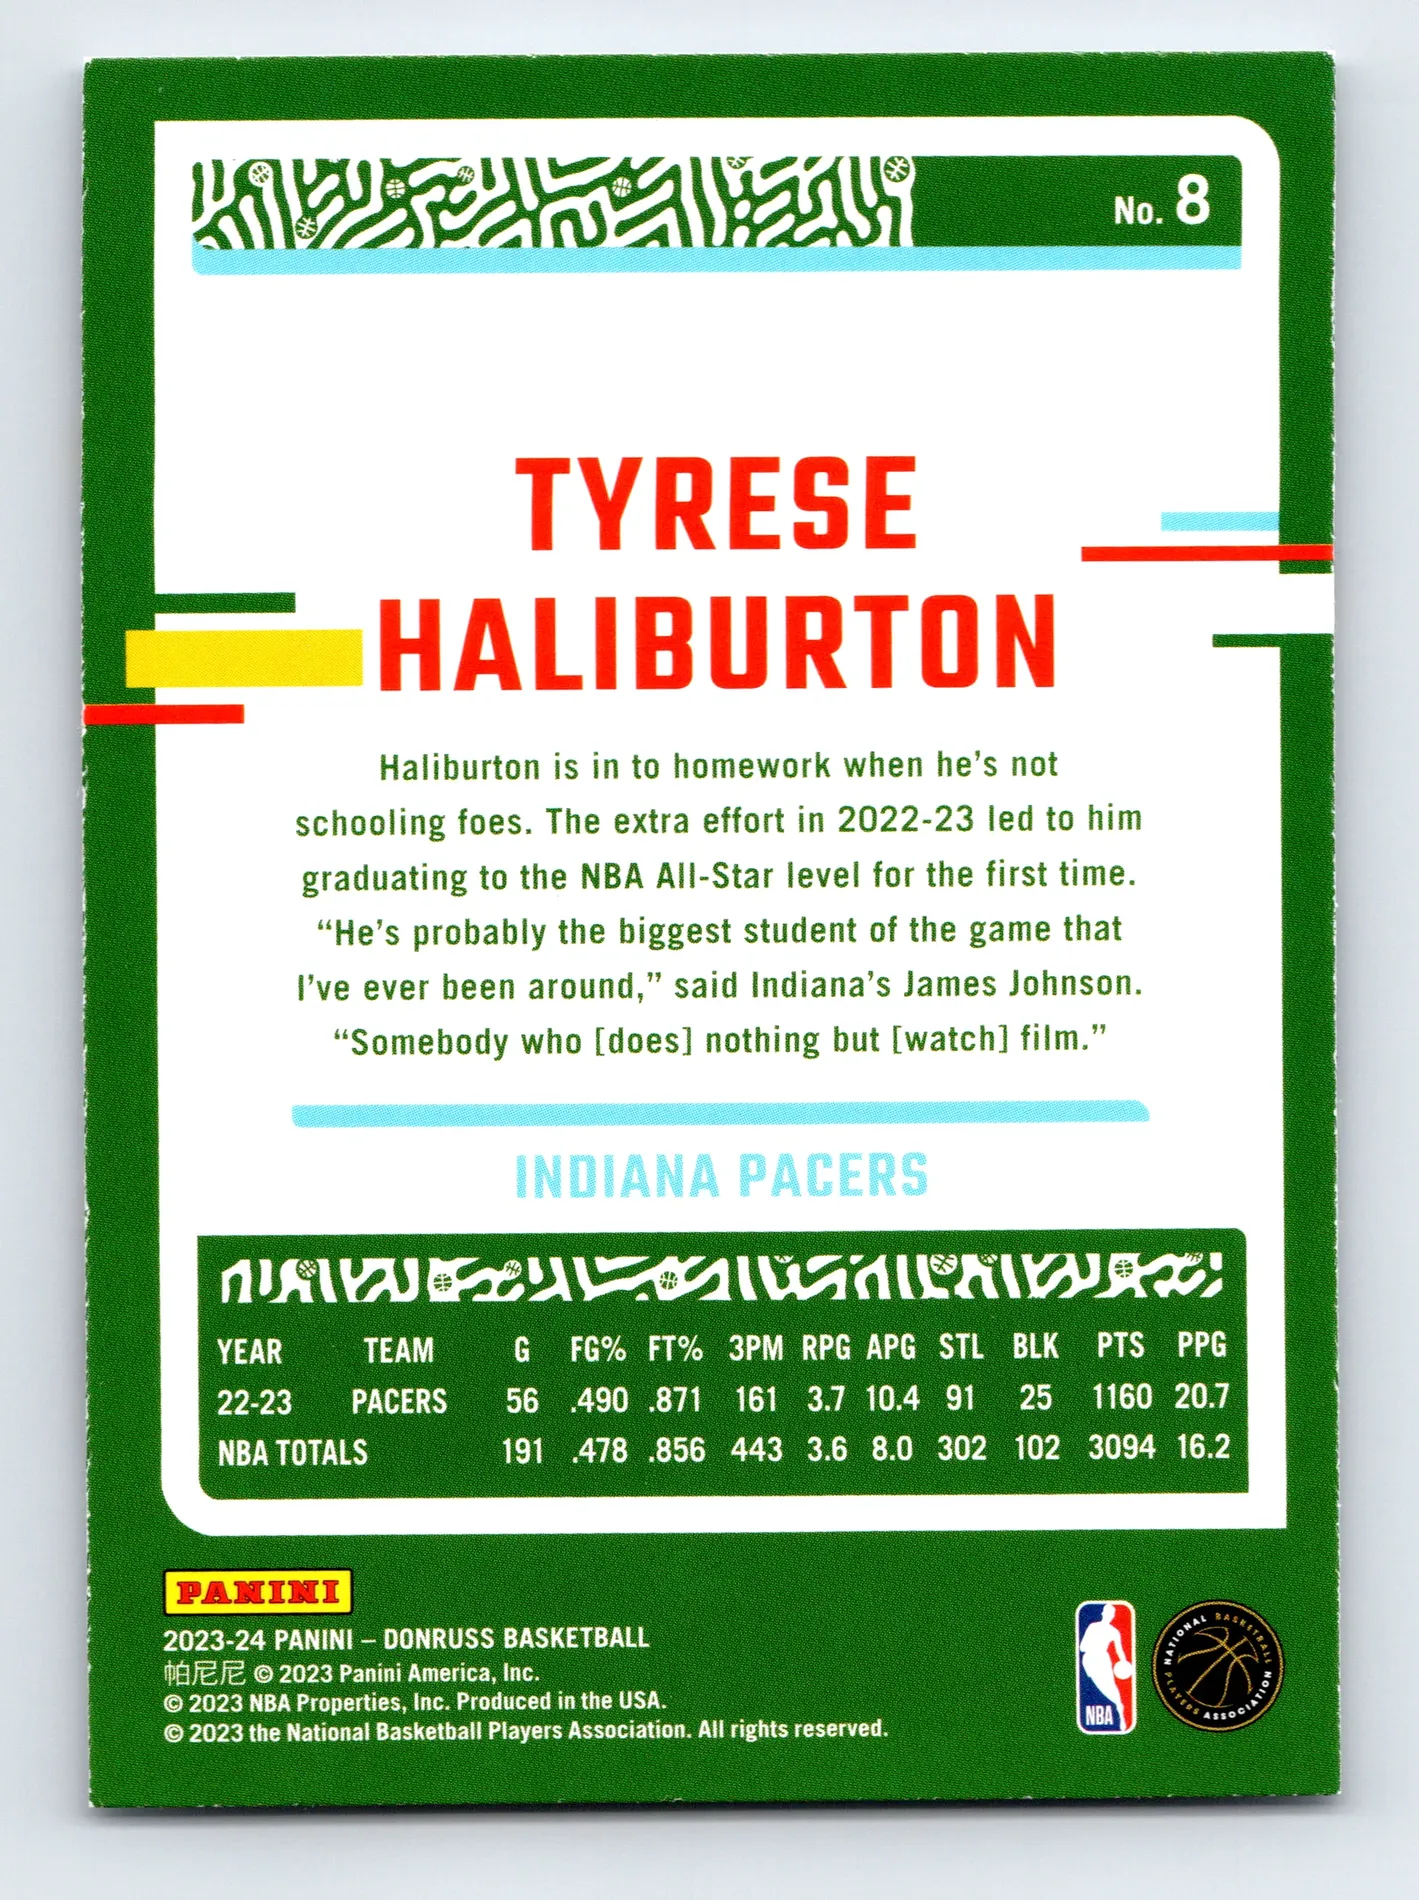 No. 8
TYRESE
HALIBURTON
Haliburton is in to homework when he's not
schooling foes. The extra effort in 2022-23 led to him
graduating to the NBA All-Star level for the first time.
“He's probably the biggest student of the game that
I've ever been around,” said Indiana's James Johnson.
“Somebody who [does] nothing but [watch] film.”
INDIANA PACERS
YEAR TEAM G FG% FT% 3PM RPG APG STL BLK PTS PPG
22-23 PACERS 56 .490 .871 161 3.7 10.4 91 25 1160 20.7
NBA TOTALS 191 .478 .856 443 3.6 8.0 302 102 3094 16.2
PANINI
2023-24 PANINI – DONRUSS BASKETBALL
帕尼尼 © 2023 Panini America, Inc.
© 2023 NBA Properties, Inc. Produced in the USA.
© 2023 the National Basketball Players Association. All rights reserved.
NBA
NATIONAL BASKETBALL PLAYERS ASSOCIATION